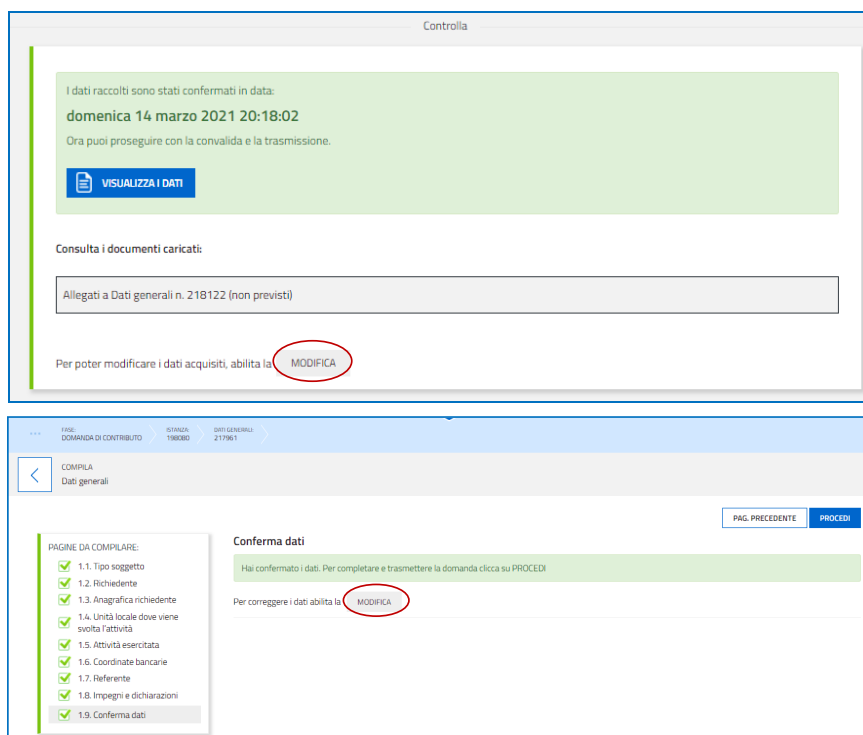 Controlla
I dati raccolti sono stati confermati in data:
domenica 14 marzo 2021 20:18:02
Ora puoi proseguire con la convalida e la trasmissione.
VISUALIZZA I DATI
Consulta i documenti caricati:
Allegati a Dati generali n. 218122 (non previsti)
Per poter modificare i dati acquisiti, abilita la MODIFICA
FASE: ISTANZA: DATI GENERALI:
DOMANDA DI CONTRIBUTO 198080 217961
COMPILA
Dati generali
PAG. PRECEDENTE PROCEDI
PAGINE DA COMPILARE:
1.1. Tipo soggetto
1.2. Richiedente
1.3. Anagrafica richiedente
1.4. Unità locale dove viene
svolta l'attività
1.5. Attività esercitata
1.6. Coordinate bancarie
1.7. Referente
1.8. Impegni e dichiarazioni
1.9. Conferma dati
Conferma dati
Hai confermato i dati. Per completare e trasmettere la domanda clicca su PROCEDI
Per correggere i dati abilita la MODIFICA